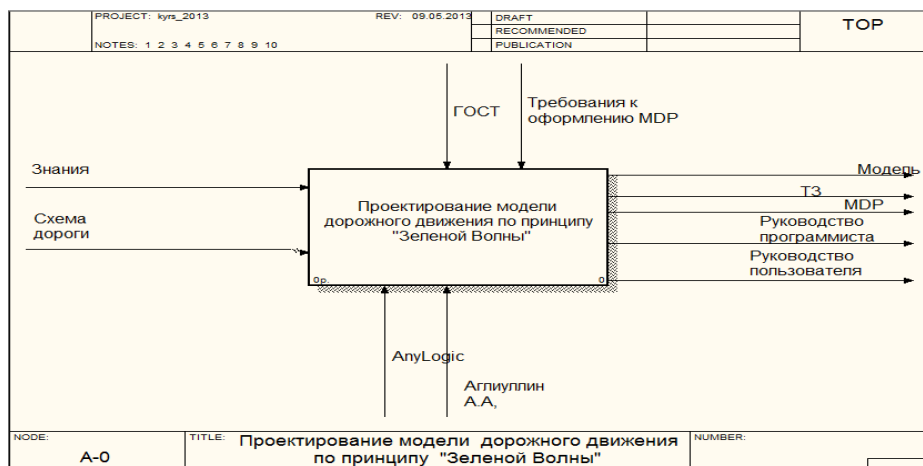 PROJECT: kyrs_2013
REV: 09.05.2013
DRAFT
RECOMMENDED
PUBLICATION
TOP
NOTES: 1 2 3 4 5 6 7 8 9 10
ГОСТ
Требования к
оформлению MDP
Знания
Схема
дороги
Проектирование модели
дорожного движения по принципу
"Зеленой Волны"
0р.
0
Модель
ТЗ
MDP
Руководство
программиста
Руководство
пользователя
AnyLogic
Аглиуллин
А.А,
NODE:
A-0
TITLE:
Проектирование модели дорожного движения
по принципу "Зеленой Волны"
NUMBER: